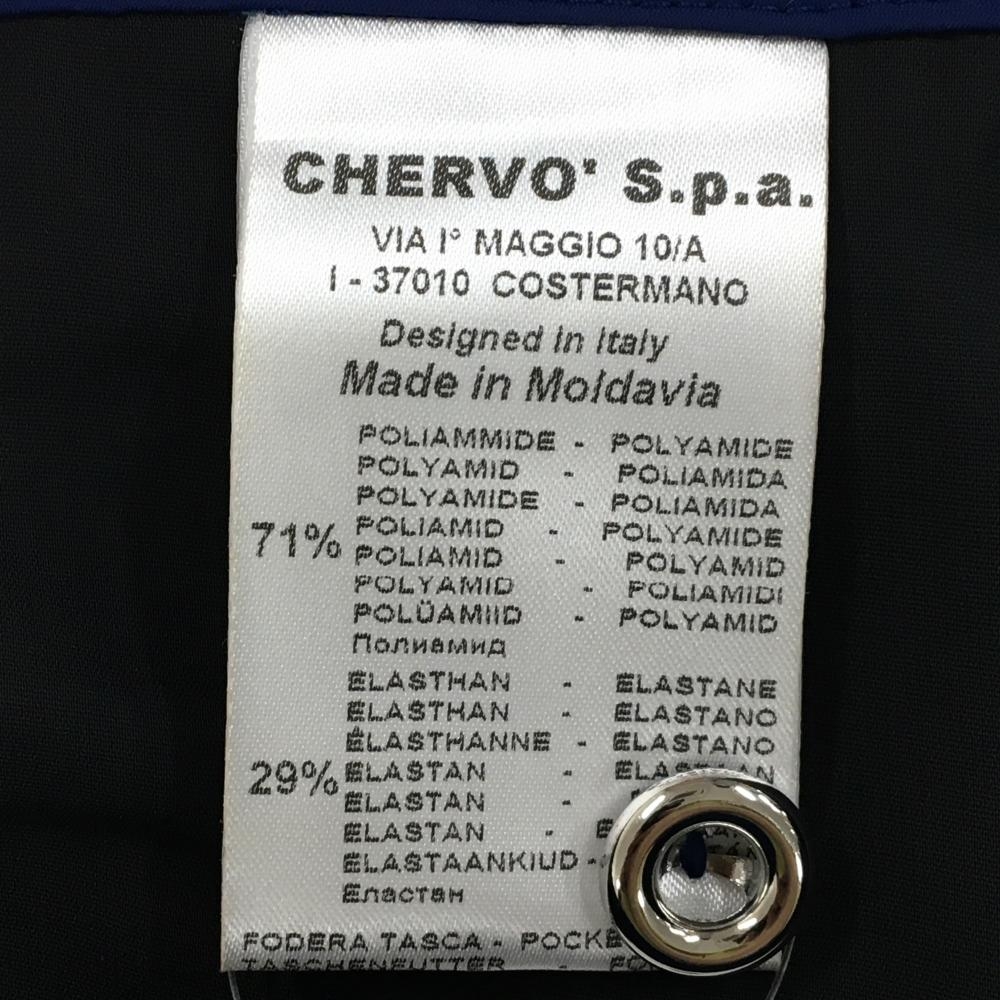 CHERVO' S.p.a.
VIA I° MAGGIO 10/A
I - 37010 COSTERMANO
Designed in Italy
Made in Moldavia
POLIAMMIDE - POLYAMIDE
POLYAMID - POLIAMIDA
POLYAMIDE - POLIAMIDA
71% POLIAMID - POLYAMIDE
POLIAMID - POLYAMID
POLYAMID - POLIAMIDI
POLÜAMIID - POLYAMID
Полиамид
ELASTHAN - ELASTANE
ELASTHAN - ELASTANO
ÉLASTHANNE - ELASTANO
29% ELASTAN -
ELASTAN -
ELASTAN -
ELASTAANKIUD -
Еластан
FODERA TASCA -
TASCHENFUTTER -